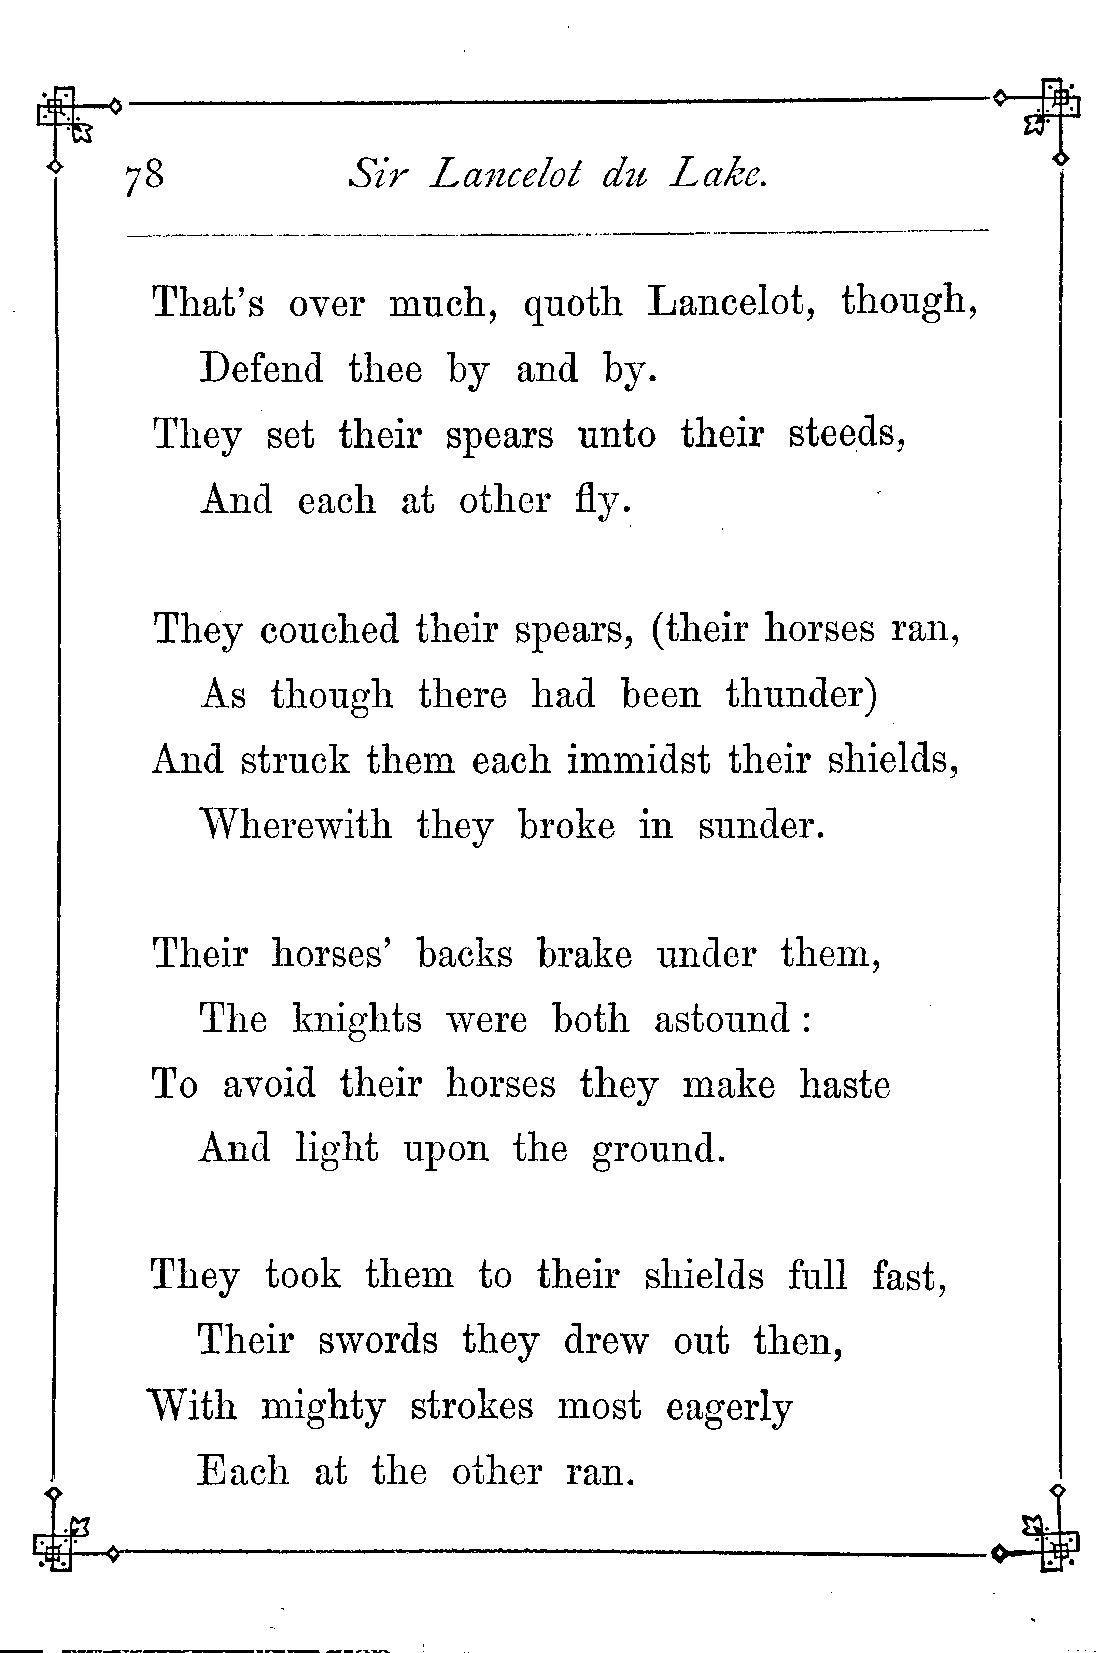 78 Sir Lancelot du Lake.
That's over much, quoth Lancelot, though,
Defend thee by and by.
They set their spears unto their steeds,
And each at other fly.
They couched their spears, (their horses ran,
As though there had been thunder)
And struck them each immidst their shields,
Wherewith they broke in sunder.
Their horses' backs brake under them,
The knights were both astound :
To avoid their horses they make haste
And light upon the ground.
They took them to their shields full fast,
Their swords they drew out then,
With mighty strokes most eagerly
Each at the other ran.